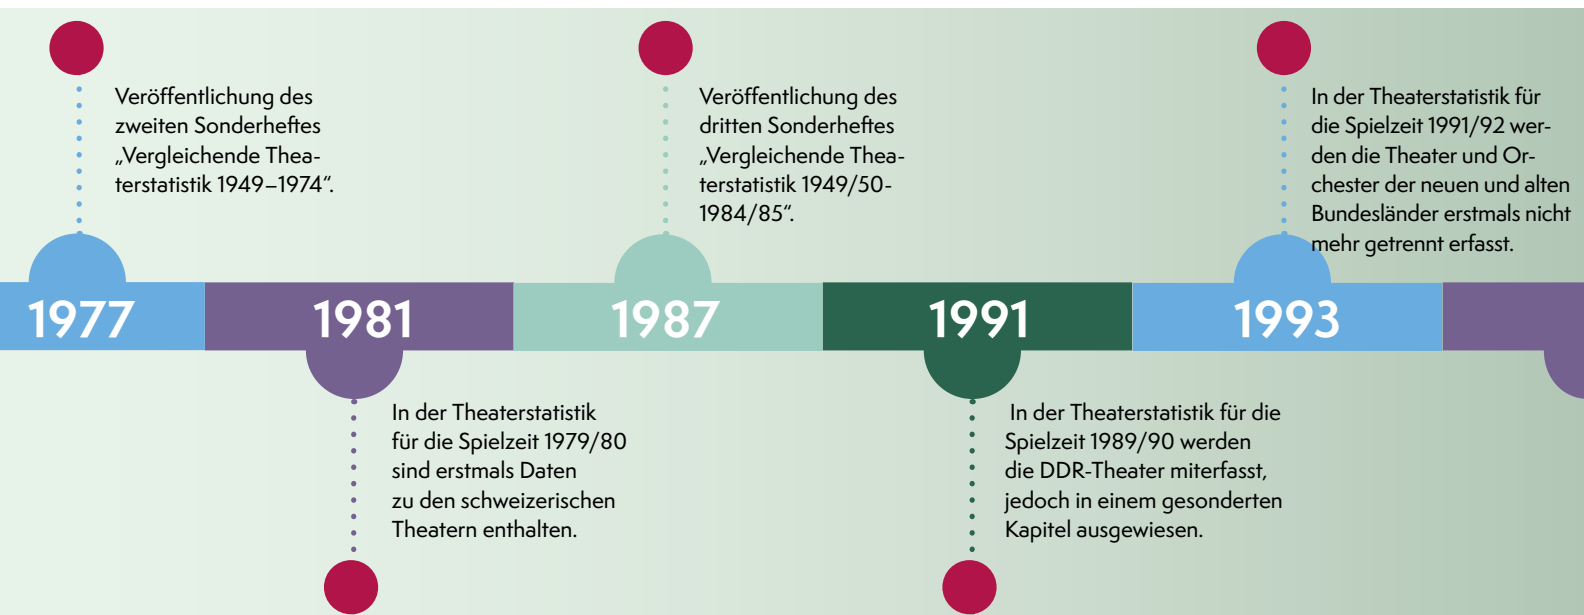 Veröffentlichung des
zweiten Sonderheftes
„Vergleichende Thea-
terstatistik 1949–1974“.
Veröffentlichung des
dritten Sonderheftes
„Vergleichende Thea-
terstatistik 1949/50-
1984/85“.
In der Theaterstatistik für
die Spielzeit 1991/92 wer-
den die Theater und Or-
chester der neuen und alten
Bundesländer erstmals nicht
mehr getrennt erfasst.
1977
1981
1987
1991
1993
In der Theaterstatistik
für die Spielzeit 1979/80
sind erstmals Daten
zu den schweizerischen
Theatern enthalten.
In der Theaterstatistik für die
Spielzeit 1989/90 werden
die DDR-Theater miterfasst,
jedoch in einem gesonderten
Kapitel ausgewiesen.